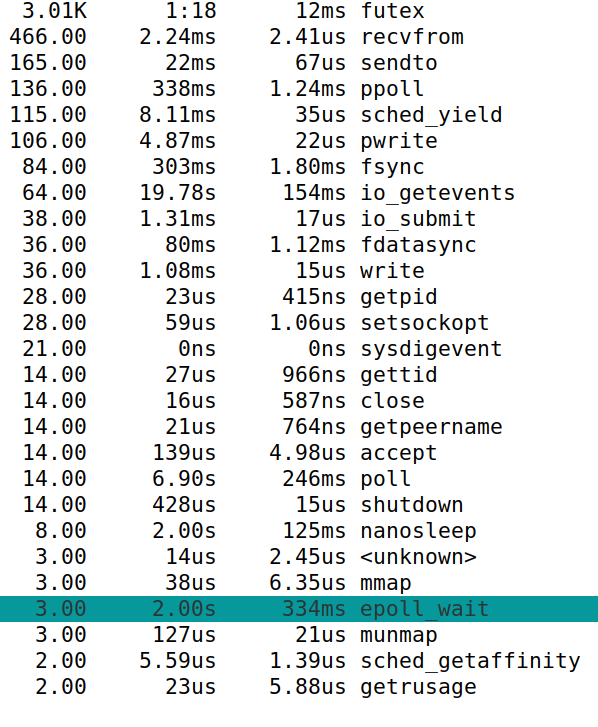 3.01K 1:18 12ms futex
466.00 2.24ms 2.41us recvfrom
165.00 22ms 67us sendto
136.00 338ms 1.24ms ppoll
115.00 8.11ms 35us sched_yield
106.00 4.87ms 22us pwrite
84.00 303ms 1.80ms fsync
64.00 19.78s 154ms io_getevents
38.00 1.31ms 17us io_submit
36.00 80ms 1.12ms fdatasync
36.00 1.08ms 15us write
28.00 23us 415ns getpid
28.00 59us 1.06us setsockopt
21.00 0ns 0ns sysdigevent
14.00 27us 966ns gettid
14.00 16us 587ns close
14.00 21us 764ns getpeername
14.00 139us 4.98us accept
14.00 6.90s 246ms poll
14.00 428us 15us shutdown
8.00 2.00s 125ms nanosleep
3.00 14us 2.45us <unknown>
3.00 38us 6.35us mmap
3.00 2.00s 334ms epoll_wait
3.00 127us 21us munmap
2.00 5.59us 1.39us sched_getaffinity
2.00 23us 5.88us getrusage